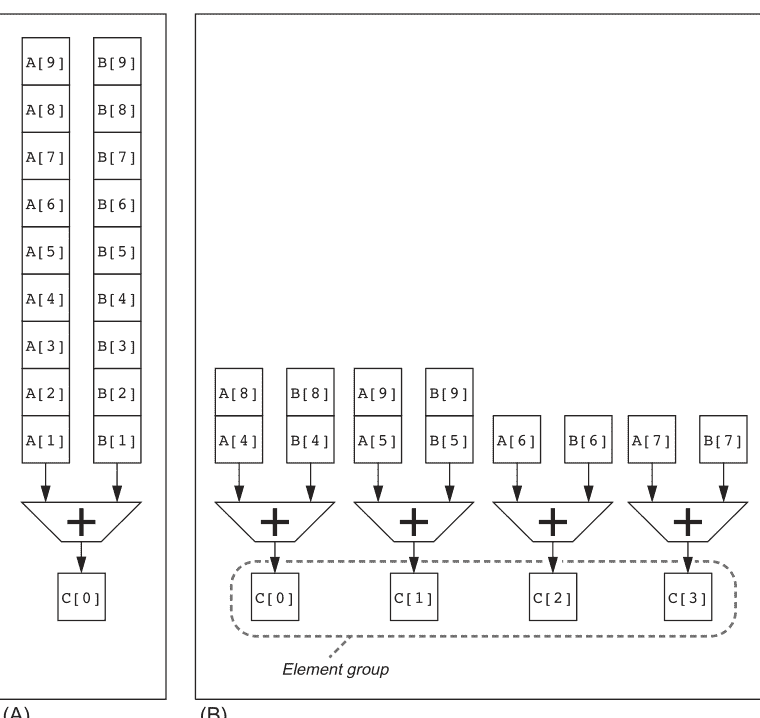 A[9] B[9]
A[8] B[8]
A[7] B[7]
A[6] B[6]
A[5] B[5]
A[4] B[4]
A[3] B[3]
A[2] B[2]
A[1] B[1]
+
C[0]
(A)
A[8] B[8] A[9] B[9]
A[4] B[4] A[5] B[5] A[6] B[6] A[7] B[7]
+ + + +
C[0] C[1] C[2] C[3]
Element group
(B)